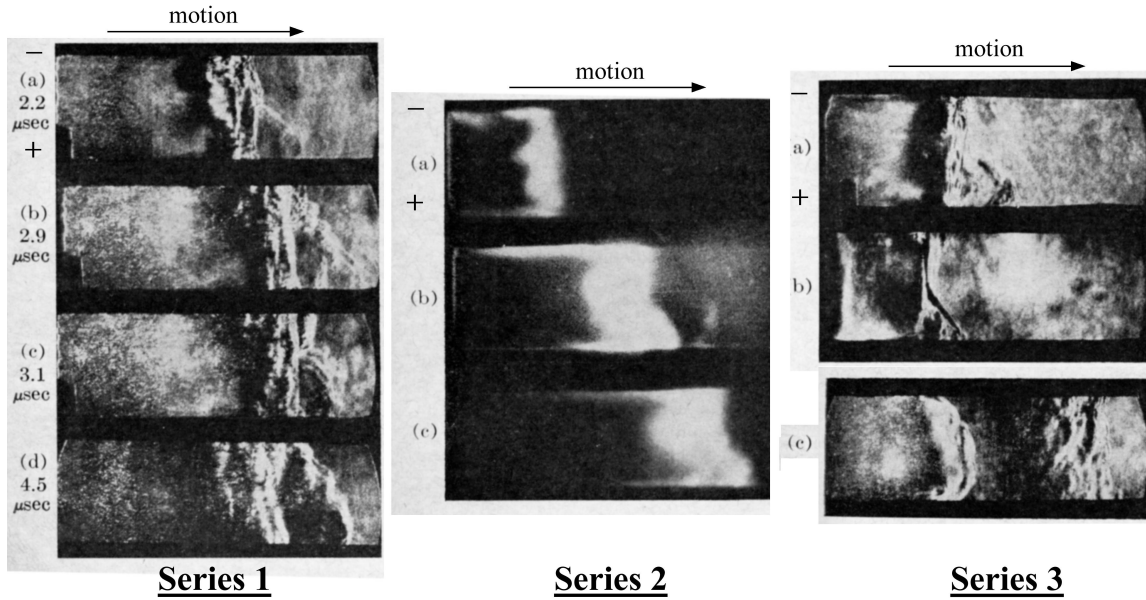 motion
−
(a)
2.2
μsec
+
(b)
2.9
μsec
(c)
3.1
μsec
(d)
4.5
μsec
Series 1
motion
−
(a)
+
(b)
(c)
Series 2
motion
−
a)
+
b)
(c)
Series 3